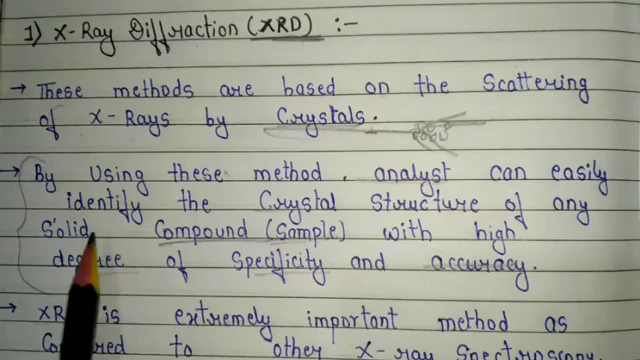 1) X-Ray Diffraction (XRD) :-
→ These methods are based on the Scattering
of X-Rays by Crystals.
→ By Using these method, analyst can easily
identify the Crystal Structure of any
Solid Compound (Sample) with high
degree of Specificity and accuracy.
→ is extremely important method as
to other X-ray Spectroscopy